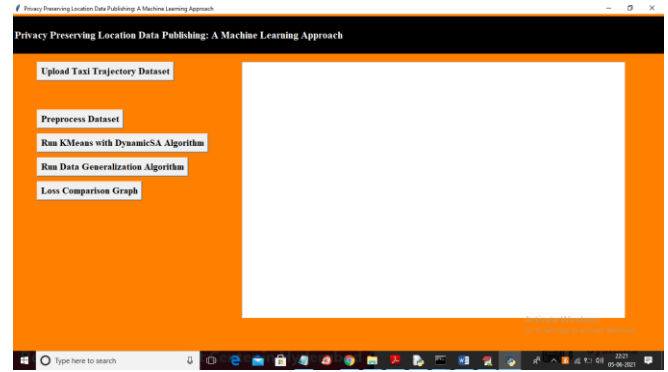 Privacy Preserving Location Data Publishing: A Machine Learning Approach
Privacy Preserving Location Data Publishing: A Machine Learning Approach
Upload Taxi Trajectory Dataset
Preprocess Dataset
Run KMeans with DynamicSA Algorithm
Run Data Generalization Algorithm
Loss Comparison Graph
Type here to search
22:21
05-06-2021